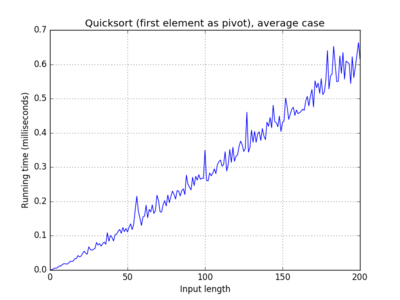 Quicksort (first element as pivot), average case
Running time (milliseconds)
0.7
0.6
0.5
0.4
0.3
0.2
0.1
0.0
0 50 100 150 200
Input length